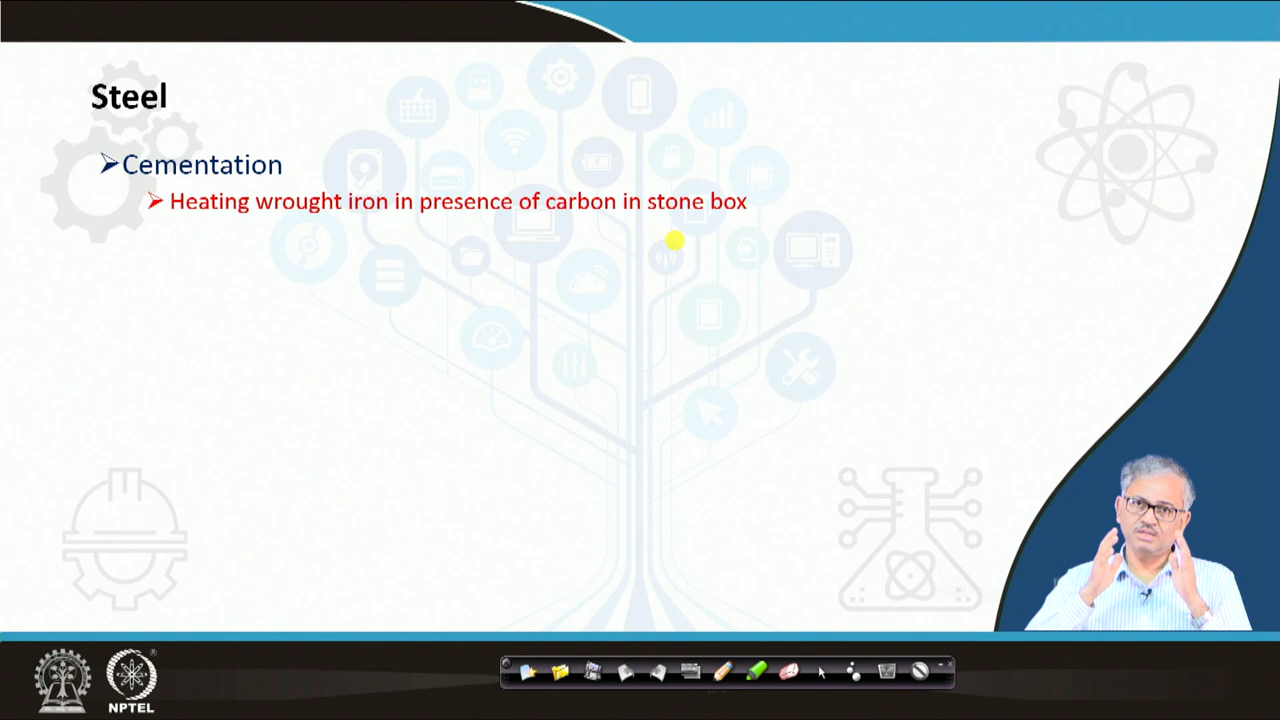 Steel
Cementation
Heating wrought iron in presence of carbon in stone box
NPTEL